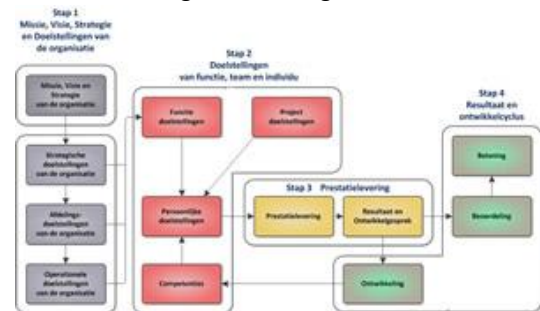 Stap 1
Missie, Visie, Strategie
en Doelstellingen van
de organisatie
Missie, Visie en
Strategie
van de organisatie
Strategische
doelstellingen
van de organisatie
Afdelings-
doelstellingen
van de organisatie
Operationele
doelstellingen
van de organisatie
Stap 2
Doelstellingen
van functie, team en individu
Functie
doelstellingen
Project
doelstellingen
Persoonlijke
doelstellingen
Competenties
Stap 3 Prestatielevering
Prestatielevering
Resultaat en
Ontwikkelgesprek
Stap 4
Resultaat en
ontwikkelcyclus
Beloning
Beoordeling
Ontwikkeling